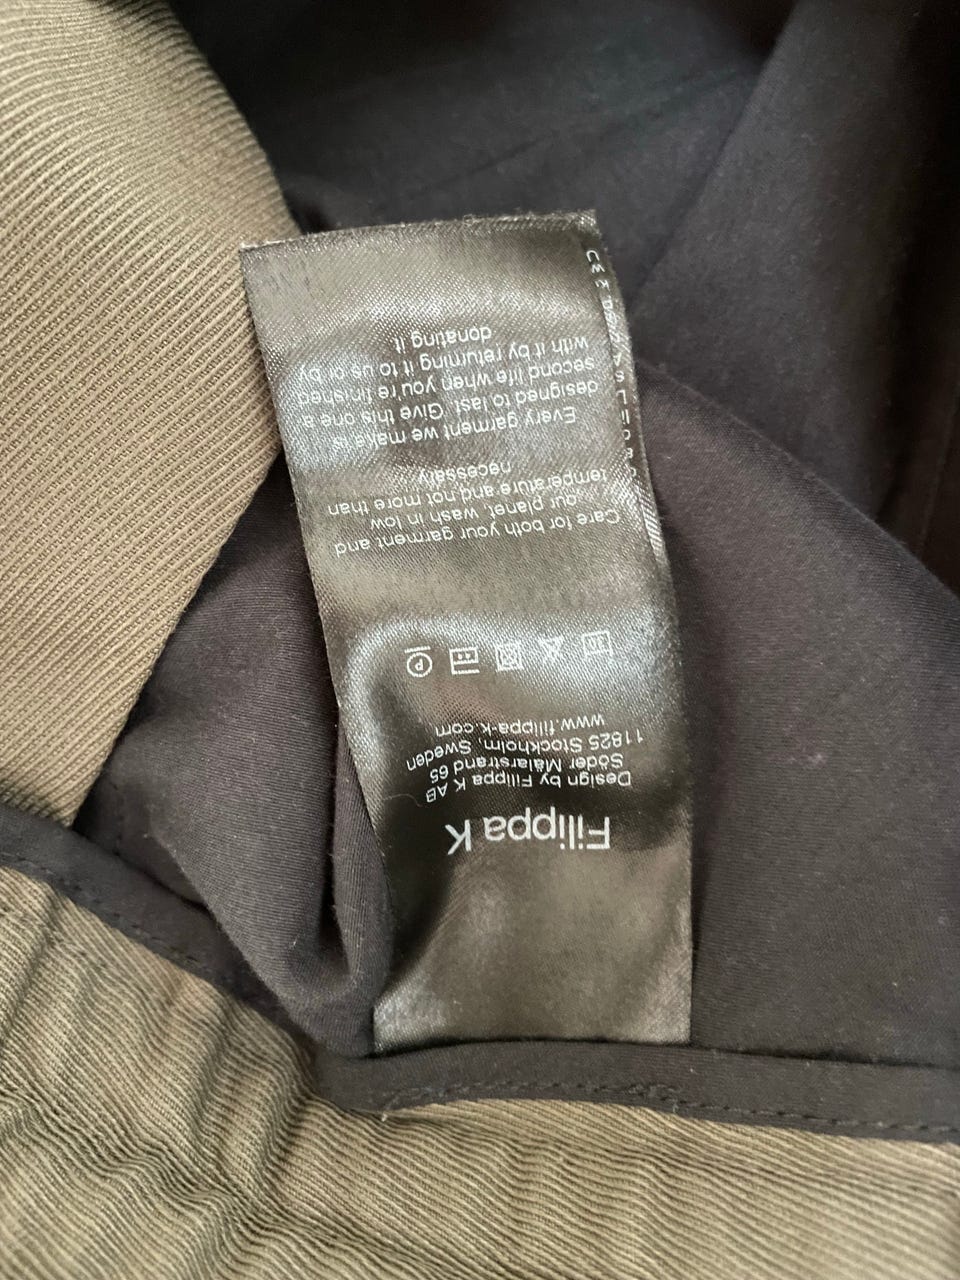 Filippa K
Design by Filippa K AB
Söder Mälarstrand 65
11825 Stockholm, Sweden
www.filippa-k.com
P
Care for both your garment and
our planet, wash in low
temperature and not more than
necessary
Every garment we make is
designed to last. Give this one a
second life when you're finished
with it by returning it to us or by
donating it